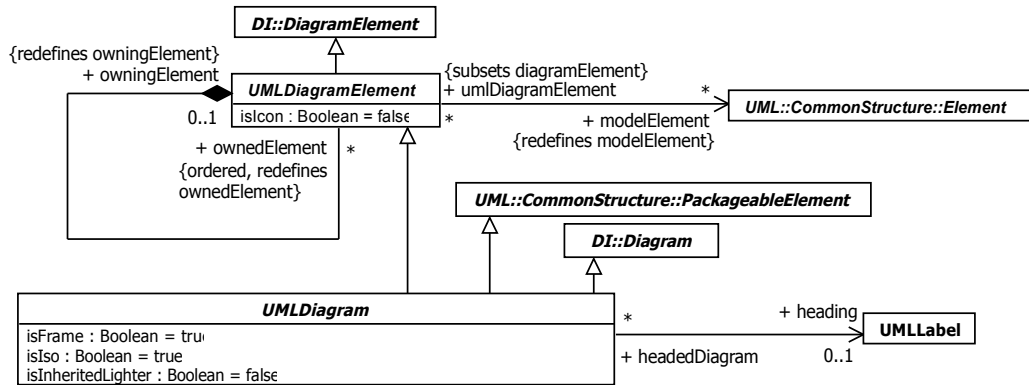 DI::DiagramElement
{redefines owningElement}
+ owningElement
0..1
UMLDiagramElement
isIcon : Boolean = false
{subsets diagramElement}
+ umlDiagramElement
*
*
+ modelElement
{redefines modelElement}
UML::CommonStructure::Element
+ ownedElement
*
{ordered, redefines
ownedElement}
UML::CommonStructure::PackageableElement
DI::Diagram
UMLDiagram
isFrame : Boolean = true
isIso : Boolean = true
isInheritedLighter : Boolean = false
*
+ headedDiagram
+ heading
0..1
UMLLabel